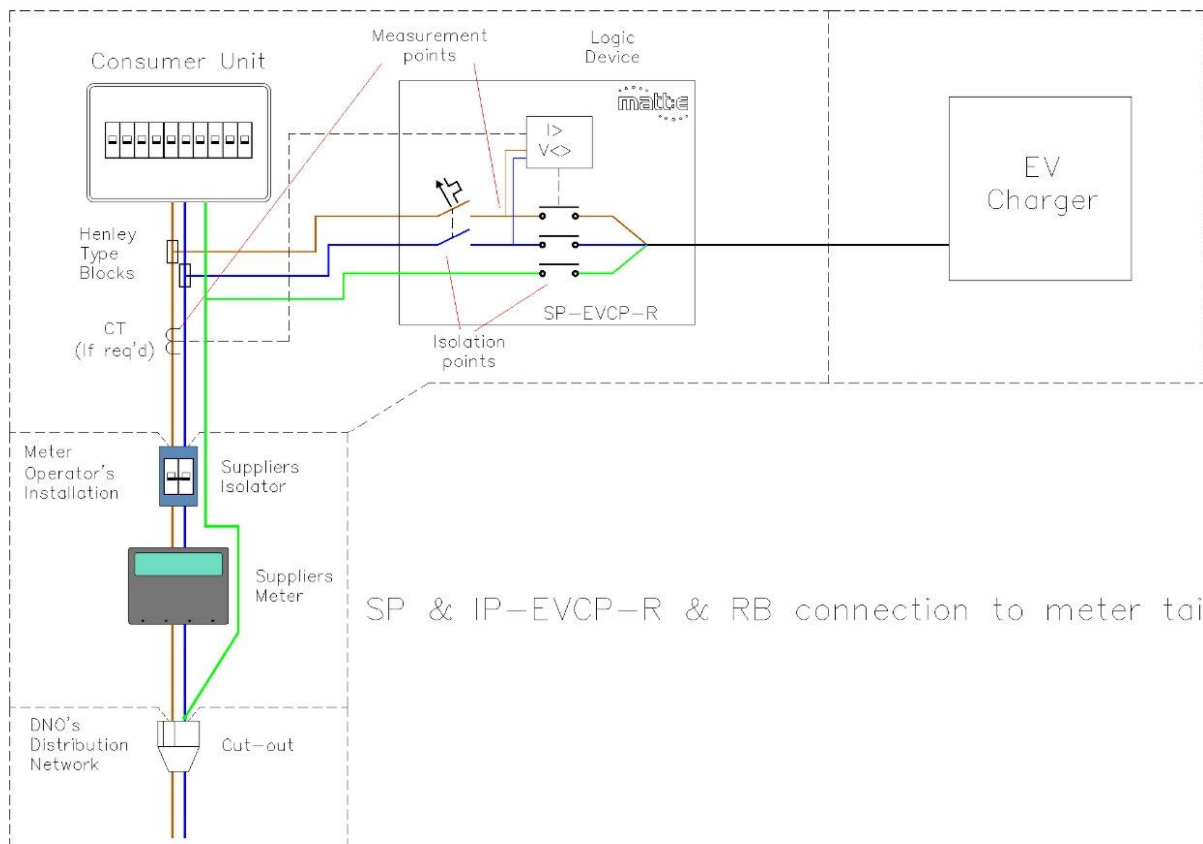 Measurement
points
Logic
Device
Consumer Unit
matt:e
I>
V<>
EV
Charger
Henley
Type
Blocks
SP-EVCP-R
CT
(If req'd)
Isolation
points
Meter
Operator's
Installation
Suppliers
Isolator
Suppliers
Meter
SP & IP-EVCP-R & RB connection to meter tai
DNO's
Distribution
Network
Cut-out